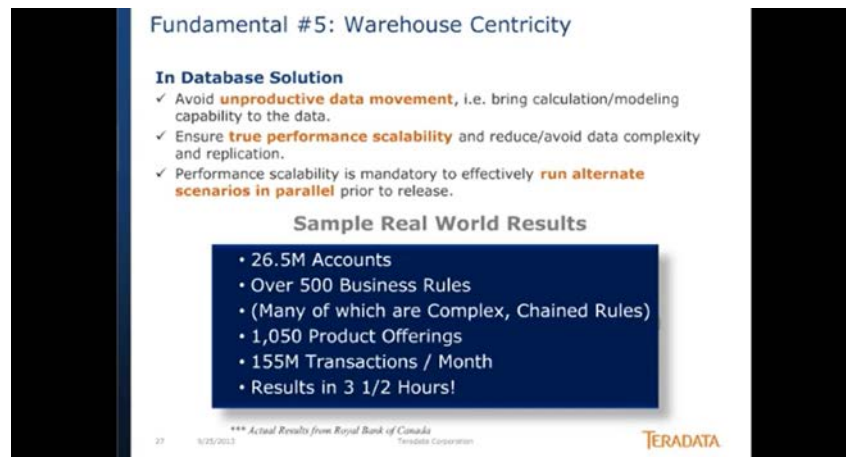 Fundamental #5: Warehouse Centricity
In Database Solution
✓ Avoid unproductive data movement, i.e. bring calculation/modeling
capability to the data.
✓ Ensure true performance scalability and reduce/avoid data complexity
and replication.
✓ Performance scalability is mandatory to effectively run alternate
scenarios in parallel prior to release.
Sample Real World Results
• 26.5M Accounts
• Over 500 Business Rules
• (Many of which are Complex, Chained Rules)
• 1,050 Product Offerings
• 155M Transactions / Month
• Results in 3 1/2 Hours!
*** Actual Results from Royal Bank of Canada
27 9/25/2013 Teradata Corporation
TERADATA